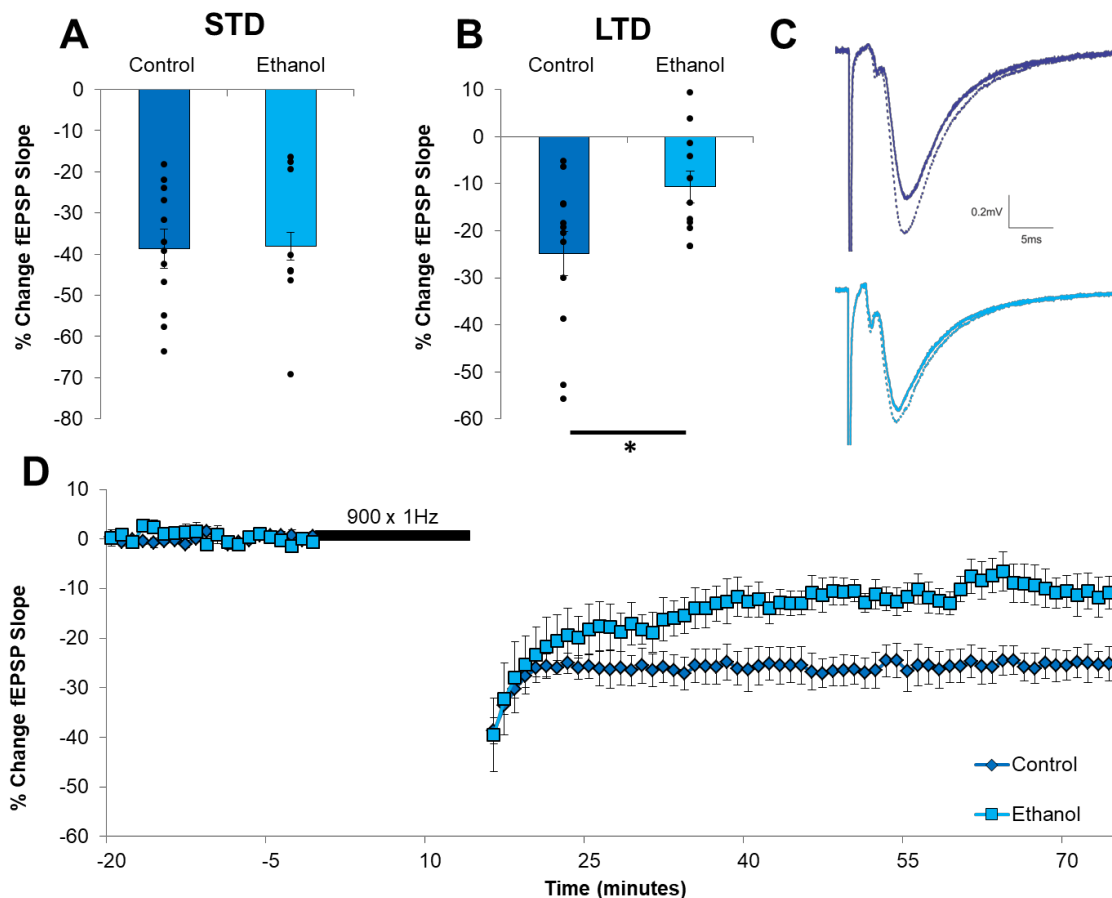 A
STD
Control
Ethanol
0
-10
-20
-30
-40
-50
-60
-70
-80
% Change fEPSP Slope
B
LTD
Control
Ethanol
10
0
-10
-20
-30
-40
-50
-60
% Change fEPSP Slope
*
C
0.2mV
5ms
D
10
0
-10
-20
-30
-40
-50
-60
% Change fEPSP Slope
900 x 1Hz
Control
Ethanol
-20
-5
10
25
40
55
70
Time (minutes)